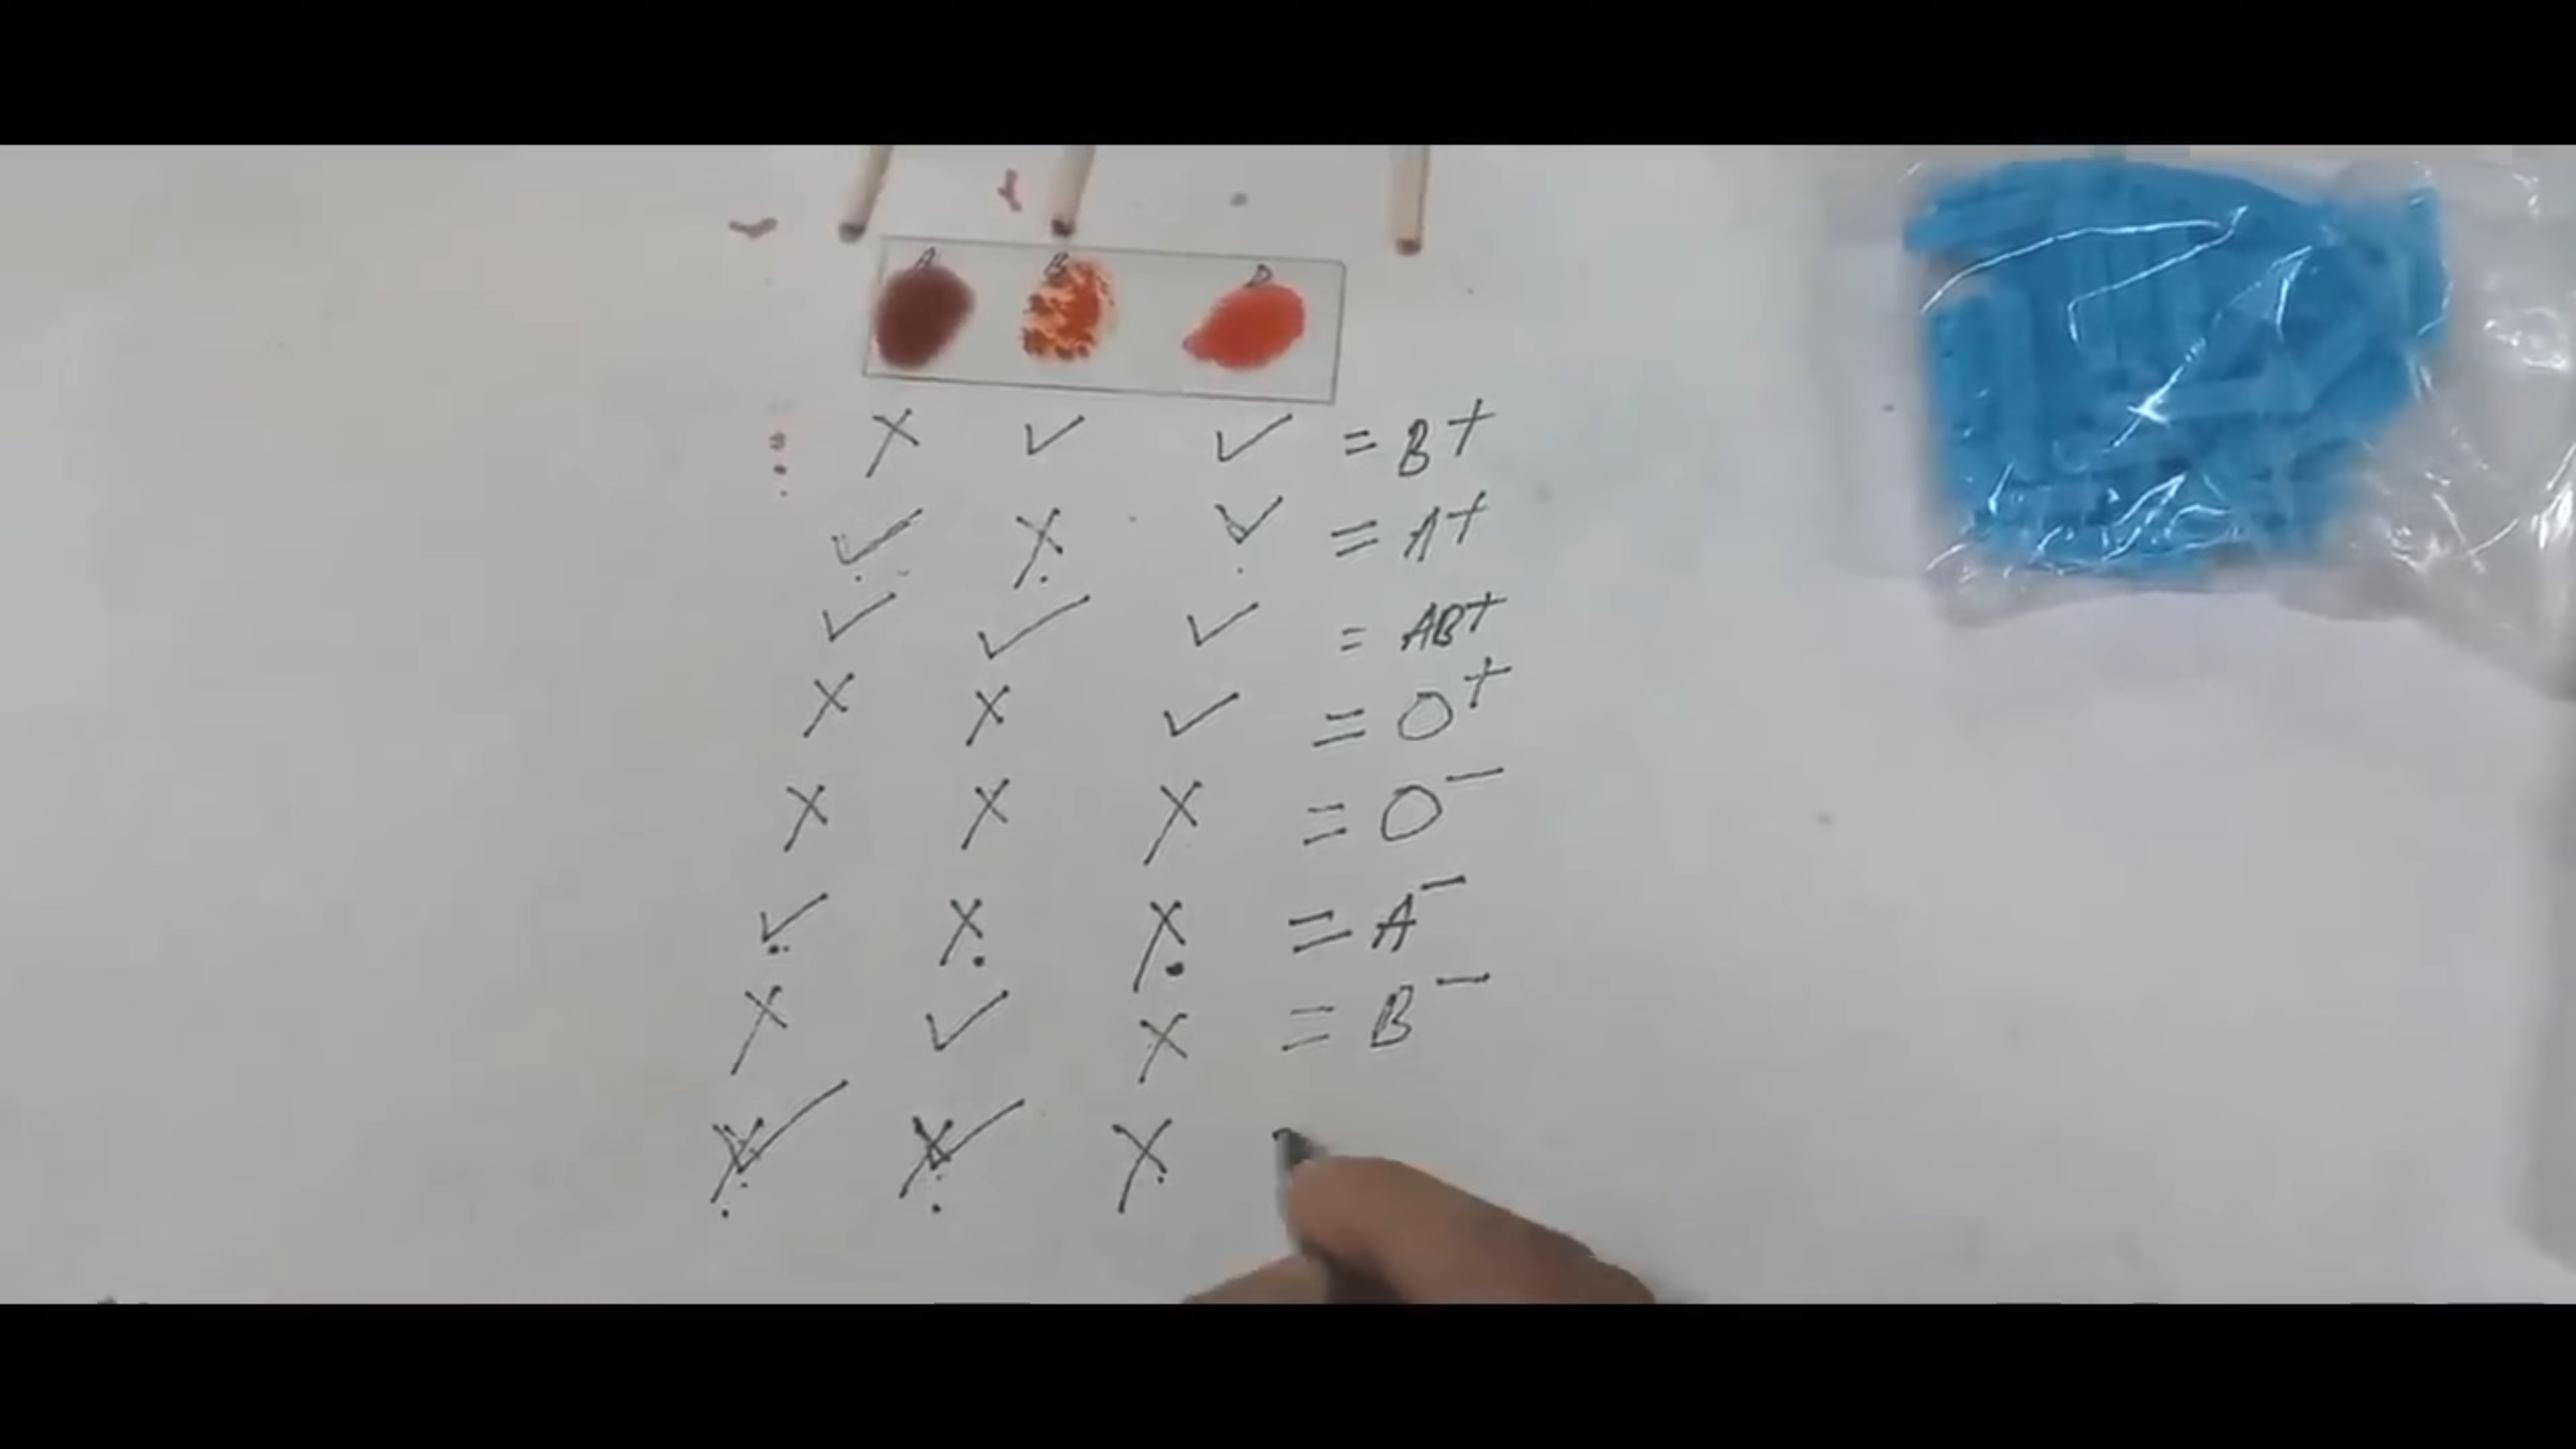 A B D
✗ ✓ ✓ = B+
✓ ✗ ✓ = A+
✓ ✓ ✓ = AB+
✗ ✗ ✓ = O+
✗ ✗ ✗ = O-
✓ ✗ ✗ = A-
✗ ✓ ✗ = B-
✓ ✓ ✗